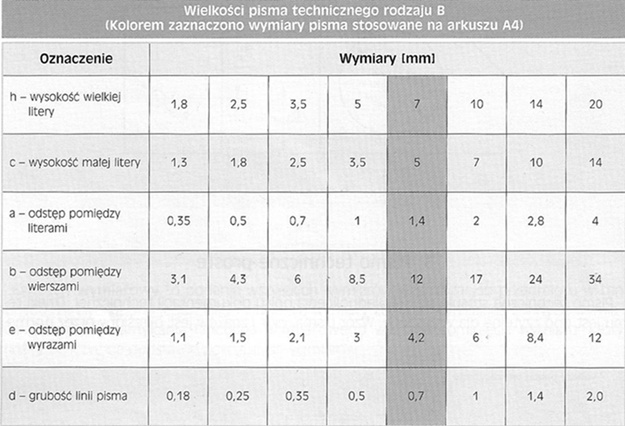 Wielkości pisma technicznego rodzaju B
(Kolorem zaznaczono wymiary pisma stosowane na arkuszu A4)
Oznaczenie Wymiary [mm]
h – wysokość wielkiej
litery
1,8 2,5 3,5 5 7 10 14 20
c – wysokość małej litery 1,3 1,8 2,5 3,5 5 7 10 14
a – odstęp pomiędzy
literami
0,35 0,5 0,7 1 1,4 2 2,8 4
b – odstęp pomiędzy
wierszami
3,1 4,3 6 8,5 12 17 24 34
e – odstęp pomiędzy
wyrazami
1,1 1,5 2,1 3 4,2 6 8,4 12
d – grubość linii pisma 0,18 0,25 0,35 0,5 0,7 1 1,4 2,0